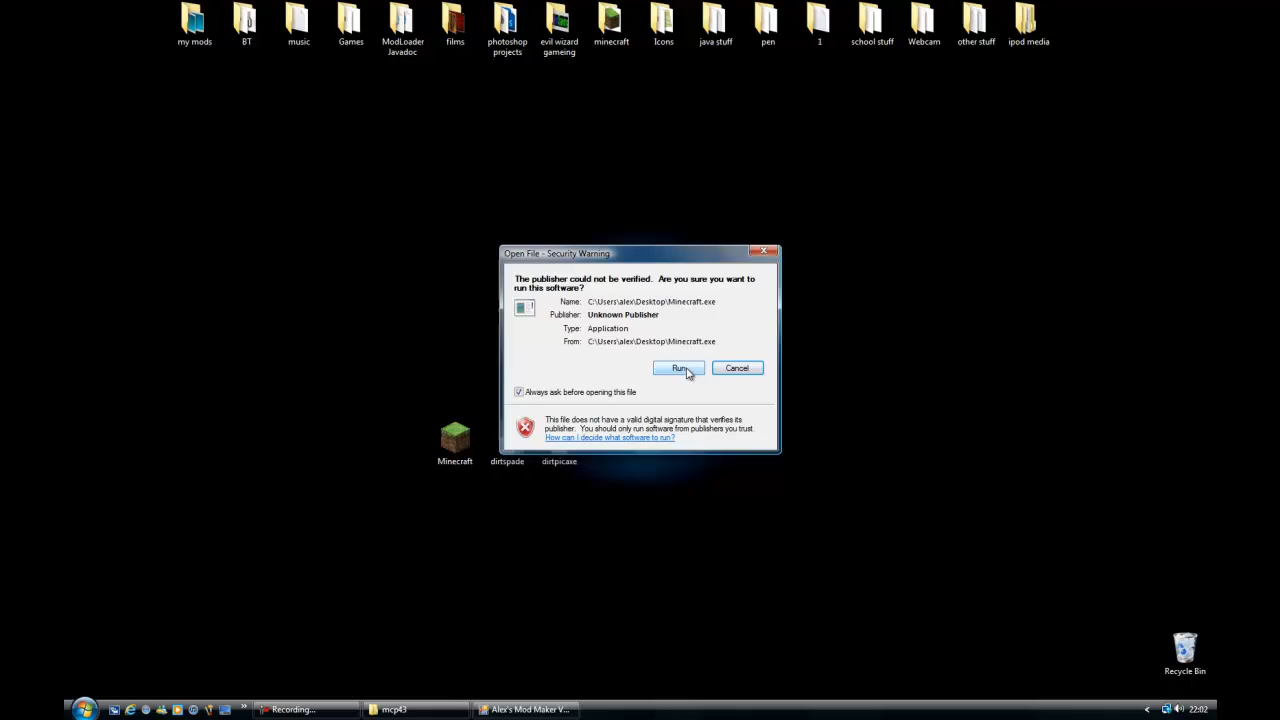 my mods
BT
music
Games
ModLoader
Javadoc
films
photoshop
projects
evil wizard
gameing
minecraft
Icons
java stuff
pen
1
school stuff
Webcam
other stuff
ipod media
Open File - Security Warning
The publisher could not be verified. Are you sure you want to
run this software?
Name: C:\Users\alex\Desktop\Minecraft.exe
Publisher: Unknown Publisher
Type: Application
From: C:\Users\alex\Desktop\Minecraft.exe
Run
Cancel
Always ask before opening this file
This file does not have a valid digital signature that verifies its
publisher. You should only run software from publishers you trust.
How can I decide what software to run?
Minecraft
dirtspade
dirtpicaxe
Recycle Bin
Recording...
mcp43
Alex's Mod Maker V...
22:02